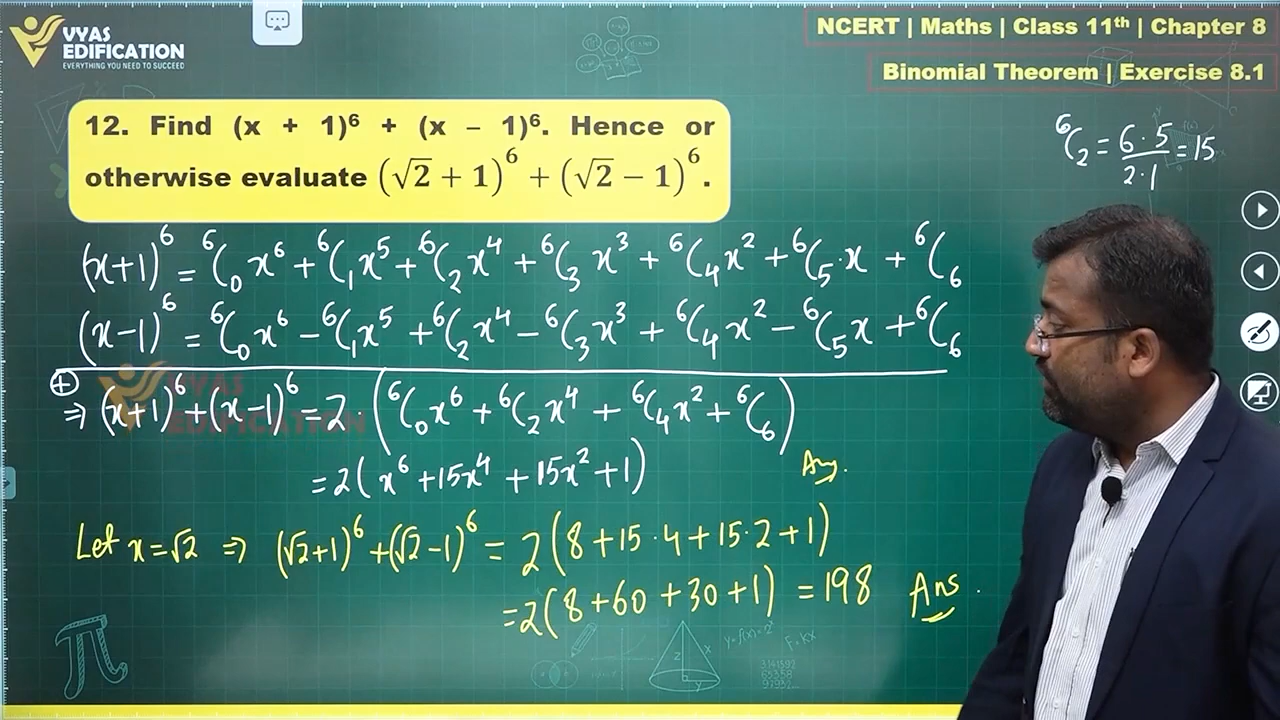 VYAS
EDIFICATION
EVERYTHING YOU NEED TO SUCCEED
NCERT | Maths | Class 11th | Chapter 8
Binomial Theorem | Exercise 8.1
12. Find (x + 1)⁶ + (x – 1)⁶. Hence or
otherwise evaluate (√2 + 1)⁶ + (√2 − 1)⁶.
⁶C₂ = 6·5/2·1 = 15
(x+1)⁶ = ⁶C₀x⁶ + ⁶C₁x⁵ + ⁶C₂x⁴ + ⁶C₃x³ + ⁶C₄x² + ⁶C₅·x + ⁶C₆
(x−1)⁶ = ⁶C₀x⁶ − ⁶C₁x⁵ + ⁶C₂x⁴ − ⁶C₃x³ + ⁶C₄x² − ⁶C₅x + ⁶C₆
⊕
VYAS
EDIFICATION
⇒ (x+1)⁶ + (x−1)⁶ = 2·(⁶C₀x⁶ + ⁶C₂x⁴ + ⁶C₄x² + ⁶C₆)
= 2(x⁶ + 15x⁴ + 15x² + 1) Ans.
Let x = √2 ⇒ (√2+1)⁶ + (√2−1)⁶ = 2(8 + 15·4 + 15·2 + 1)
= 2(8 + 60 + 30 + 1) = 198 Ans.
π